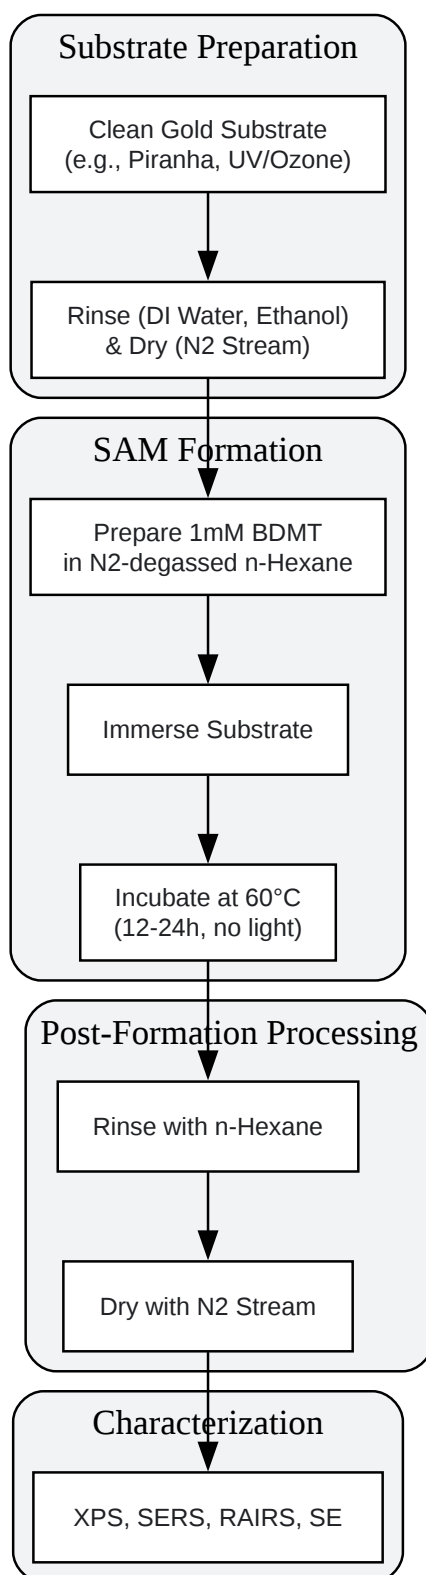 Substrate Preparation
Clean Gold Substrate
(e.g., Piranha, UV/Ozone)
Rinse (DI Water, Ethanol)
& Dry (N2 Stream)
SAM Formation
Prepare 1mM BDMT
in N2-degassed n-Hexane
Immerse Substrate
Incubate at 60°C
(12-24h, no light)
Post-Formation Processing
Rinse with n-Hexane
Dry with N2 Stream
Characterization
XPS, SERS, RAIRS, SE